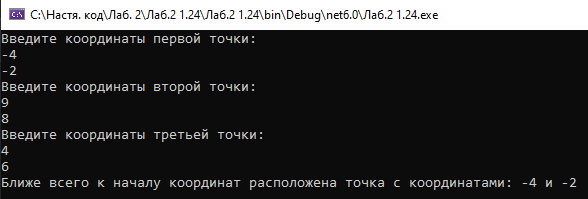 C:\Настя. код\Лаб. 2\Лаб.2 1.24\Лаб.2 1.24\bin\Debug\net6.0\Лаб.2 1.24.exe
Введите координаты первой точки:
-4
-2
Введите координаты второй точки:
9
8
Введите координаты третьей точки:
4
6
Ближе всего к началу координат расположена точка с координатами: -4 и -2